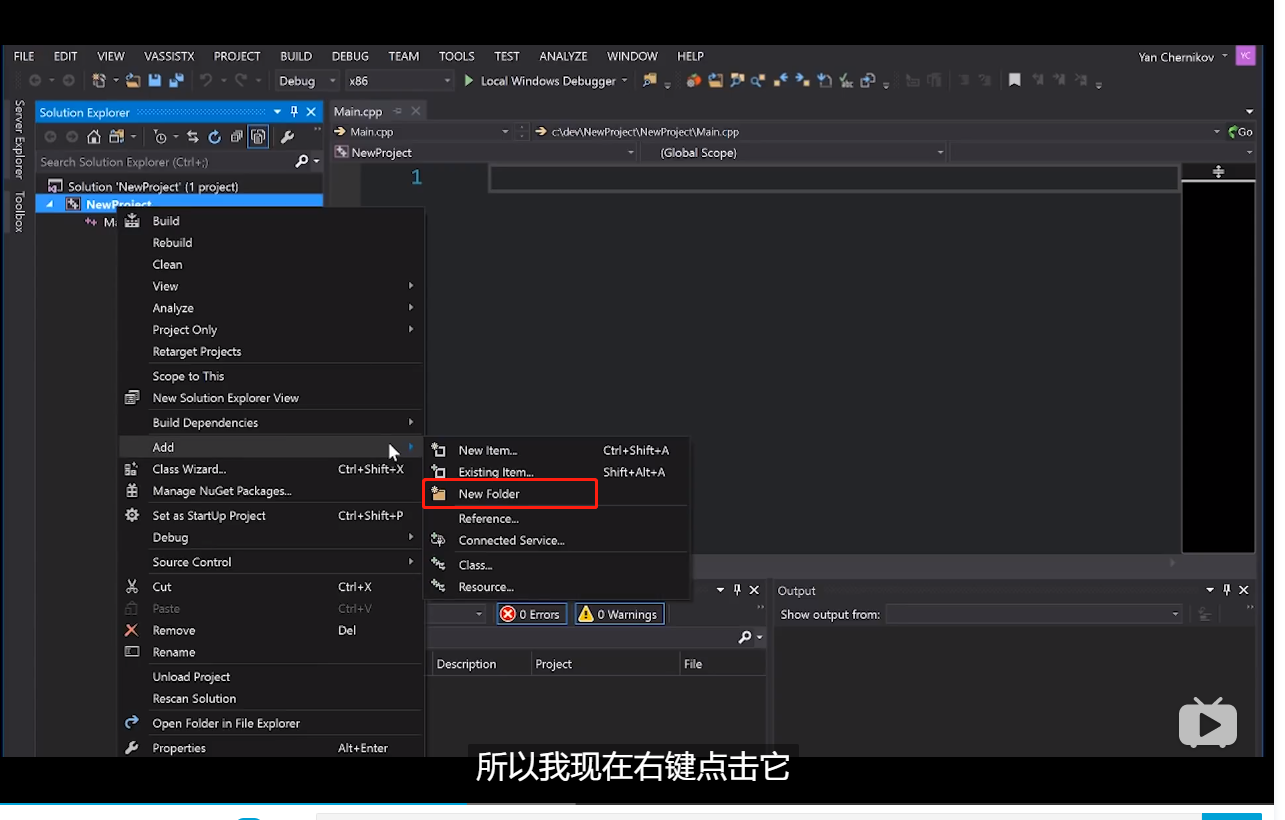 FILE EDIT VIEW VASSISTX PROJECT BUILD DEBUG TEAM TOOLS TEST ANALYZE WINDOW HELP
Yan Chernikov YC
Debug x86 Local Windows Debugger
Server Explorer
Toolbox
Solution Explorer
Search Solution Explorer (Ctrl+;)
Solution 'NewProject' (1 project)
NewProject
Main.cpp
Main.cpp c:\dev\NewProject\NewProject\Main.cpp Go
NewProject (Global Scope)
1
Build
Rebuild
Clean
View
Analyze
Project Only
Retarget Projects
Scope to This
New Solution Explorer View
Build Dependencies
Add
Class Wizard... Ctrl+Shift+X
Manage NuGet Packages...
Set as StartUp Project Ctrl+Shift+P
Debug
Source Control
Cut Ctrl+X
Paste Ctrl+V
Remove Del
Rename
Unload Project
Rescan Solution
Open Folder in File Explorer
Properties Alt+Enter
New Item... Ctrl+Shift+A
Existing Item... Shift+Alt+A
New Folder
Reference...
Connected Service...
Class...
Resource...
0 Errors 0 Warnings
Description Project File
Output
Show output from:
所以我现在右键点击它